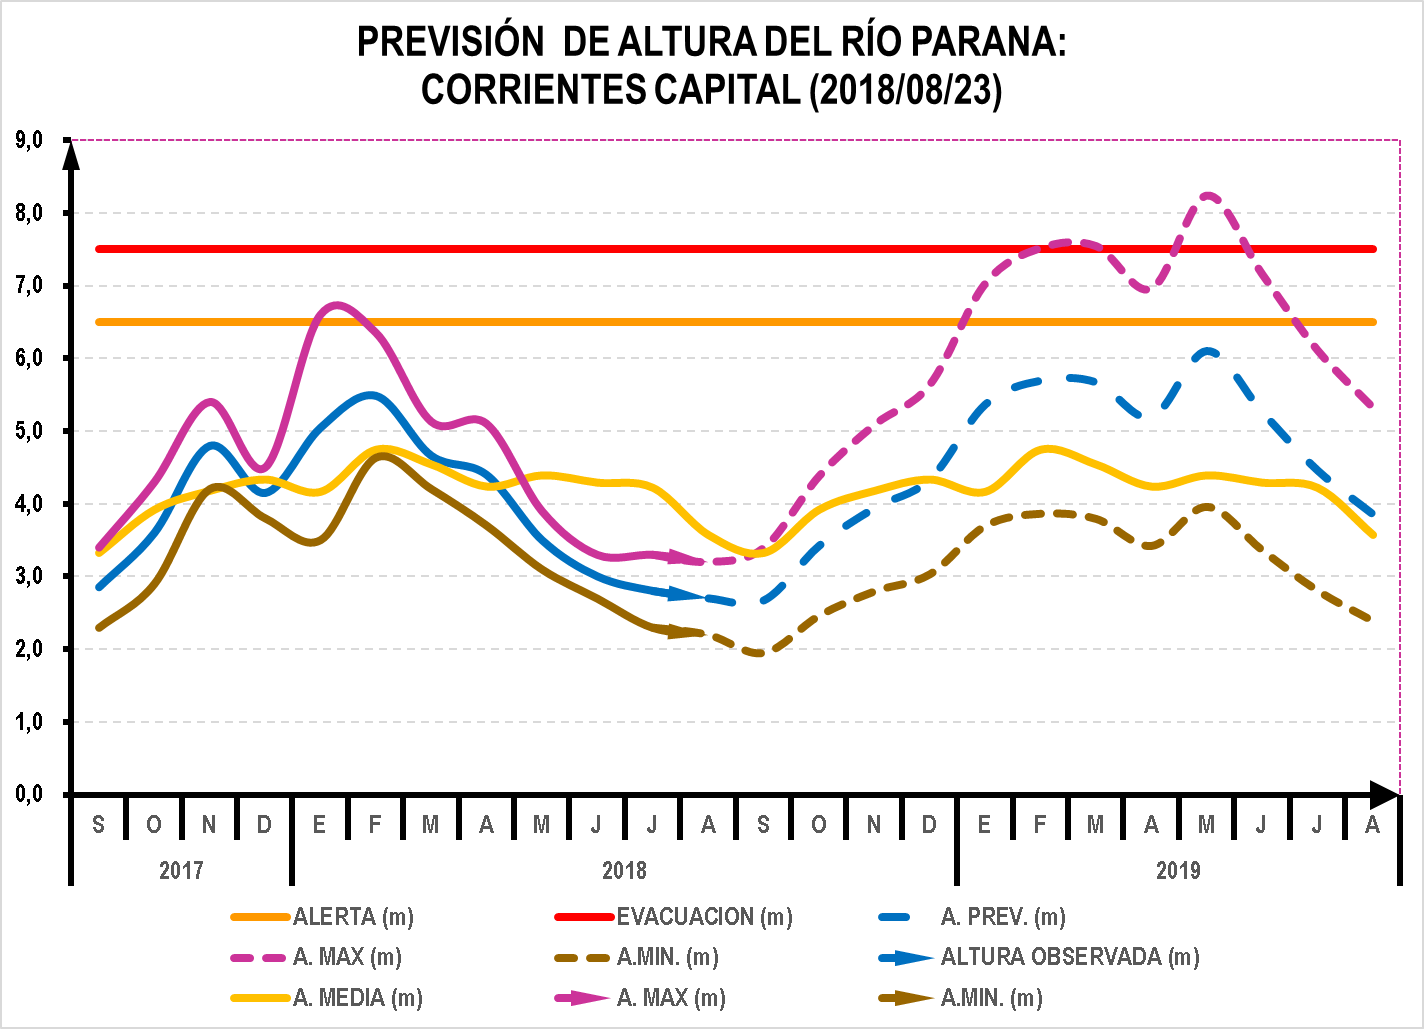 PREVISIÓN  DE ALTURA DEL RÍO PARANA:
CORRIENTES CAPITAL (2018/08/23)
9,0
8,0
7,0
6,0
5,0
4,0
3,0
2,0
1,0
0,0
S O N D E F M A M J J A S O N D E F M A M J J A
2017 2018 2019
ALERTA (m) EVACUACION (m) A. PREV. (m)
A. MAX (m) A.MIN. (m) ALTURA OBSERVADA (m)
A. MEDIA (m) A. MAX (m) A.MIN. (m)